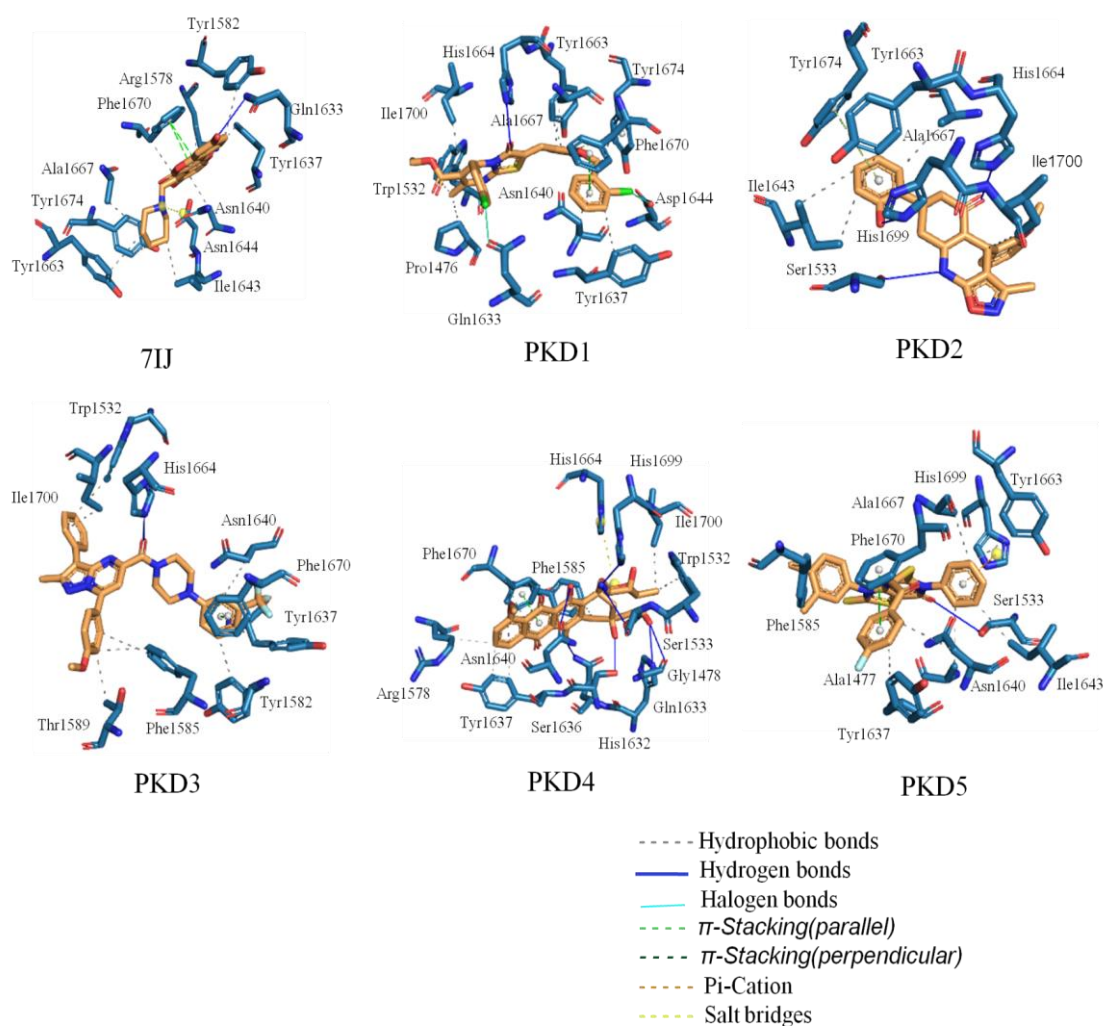 Tyr1582
Arg1578
Phe1670
Gln1633
Ala1667
Tyr1637
Tyr1674
Asn1640
Asn1644
Tyr1663
Ile1643
7IJ
His1664
Tyr1663
Tyr1674
Ile1700
Ala1667
Phe1670
Trp1532
Asn1640
Asp1644
Pro1476
Tyr1637
Gln1633
PKD1
Tyr1674
Tyr1663
His1664
Ala1667
Ile1700
Ile1643
His1699
Ser1533
PKD2
Trp1532
His1664
Ile1700
Asn1640
Phe1670
Tyr1637
Tyr1582
Thr1589
Phe1585
PKD3
His1664
His1699
Ile1700
Phe1670
Phe1585
Trp1532
Ser1533
Asn1640
Gly1478
Arg1578
Gln1633
Tyr1637
Ser1636
His1632
PKD4
His1699
Tyr1663
Ala1667
Phe1670
Ser1533
Phe1585
Ala1477
Asn1640
Ile1643
Tyr1637
PKD5
Hydrophobic bonds
Hydrogen bonds
Halogen bonds
π-Stacking(parallel)
π-Stacking(perpendicular)
Pi-Cation
Salt bridges